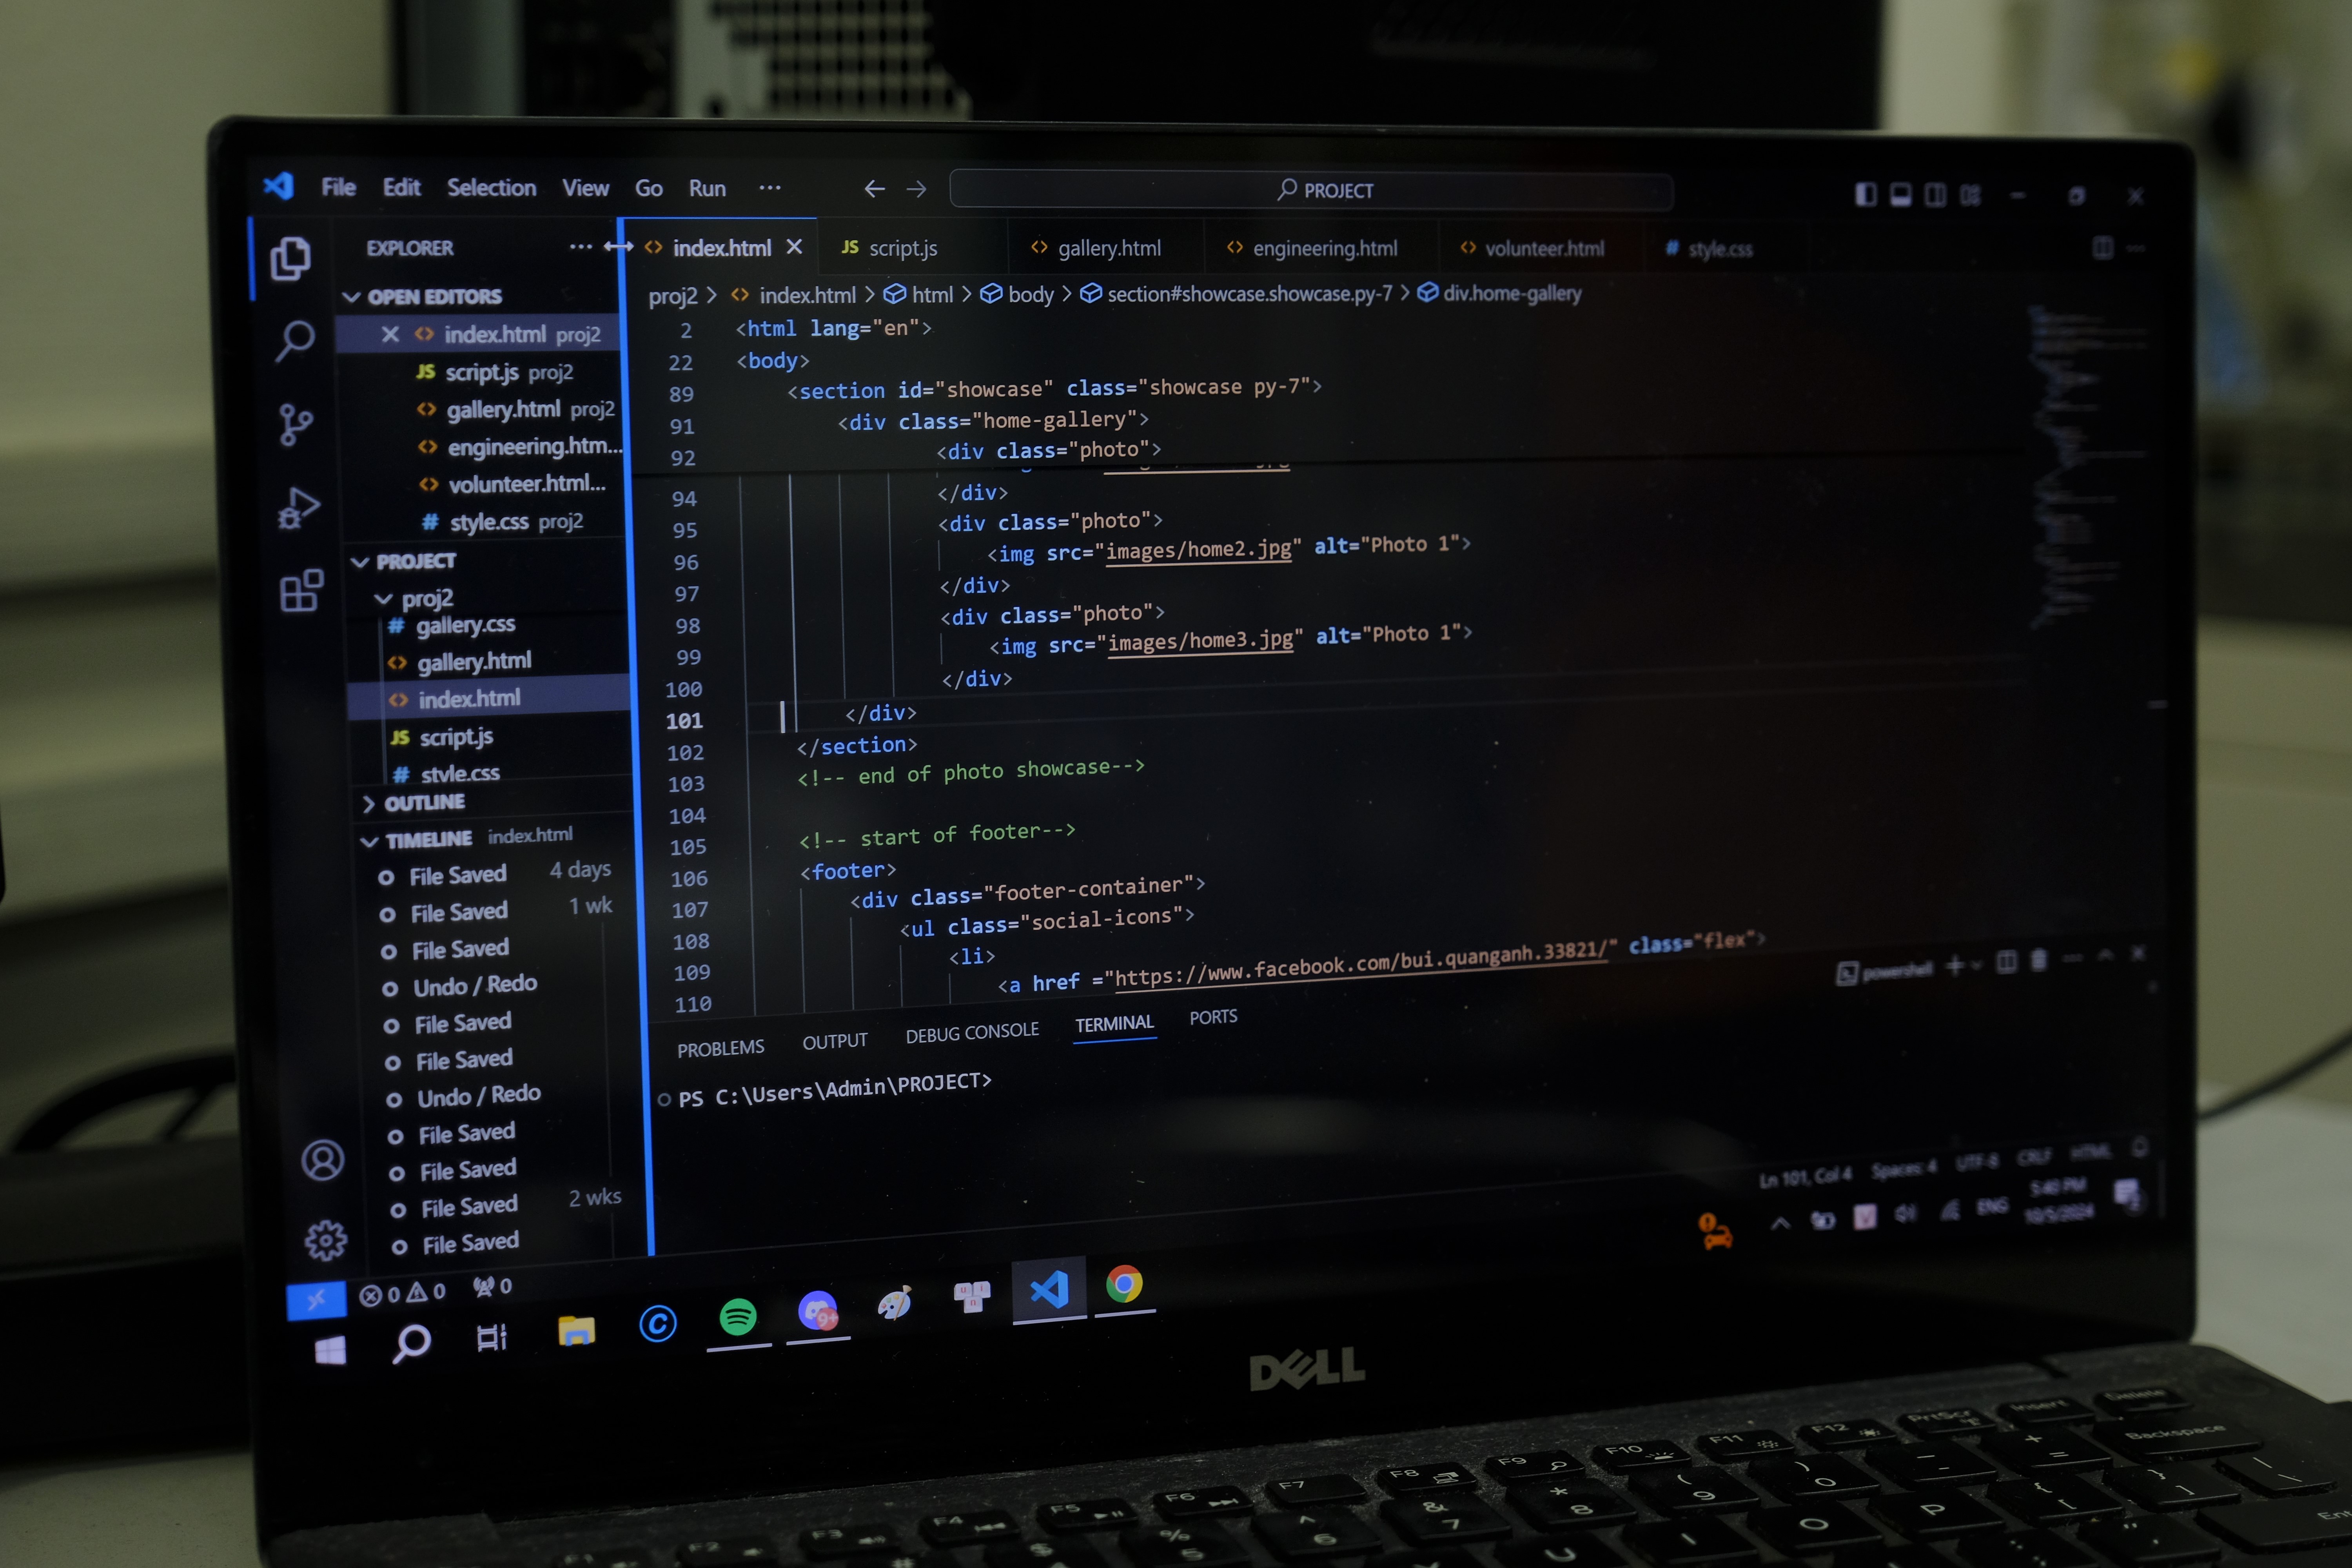 File Edit Selection View Go Run ···
PROJECT
EXPLORER ···
OPEN EDITORS
index.html proj2
JS script.js proj2
gallery.html proj2
engineering.htm...
volunteer.html...
# style.css proj2
PROJECT
proj2
# gallery.css
gallery.html
index.html
JS script.js
# style.css
OUTLINE
TIMELINE index.html
File Saved 4 days
File Saved 1 wk
File Saved
Undo / Redo
File Saved
File Saved
Undo / Redo
File Saved
File Saved
File Saved 2 wks
File Saved
index.html JS script.js gallery.html engineering.html volunteer.html # style.css
proj2 > index.html > html > body > section#showcase.showcase.py-7 > div.home-gallery
2 <html lang="en">
22 <body>
89 <section id="showcase" class="showcase py-7">
91 <div class="home-gallery">
92 <div class="photo">
94 </div>
95 <div class="photo">
96 <img src="images/home2.jpg" alt="Photo 1">
97 </div>
98 <div class="photo">
99 <img src="images/home3.jpg" alt="Photo 1">
100 </div>
101 </div>
102 </section>
103 <!-- end of photo showcase-->
104
105 <!-- start of footer-->
106 <footer>
107 <div class="footer-container">
108 <ul class="social-icons">
109 <li>
110 <a href ="https://www.facebook.com/bui.quanganh.33821/" class="flex">
PROBLEMS OUTPUT DEBUG CONSOLE TERMINAL PORTS
powershell
PS C:\Users\Admin\PROJECT>
Ln 101, Col 4 Spaces: 4 UTF-8 CRLF HTML
0 0 0
9+
ENG
5:48 PM
10/5/2024
DELL
F1 F2 F3 F4 F5 F6 F7 F8 F9 F10 F11 F12 PrtScr Insert Delete
$ % 5 ^ 6 & 7 * 8 ( 9 ) 0 _ - + = Backspace
U I O P { [ } ] | \
: ; " '